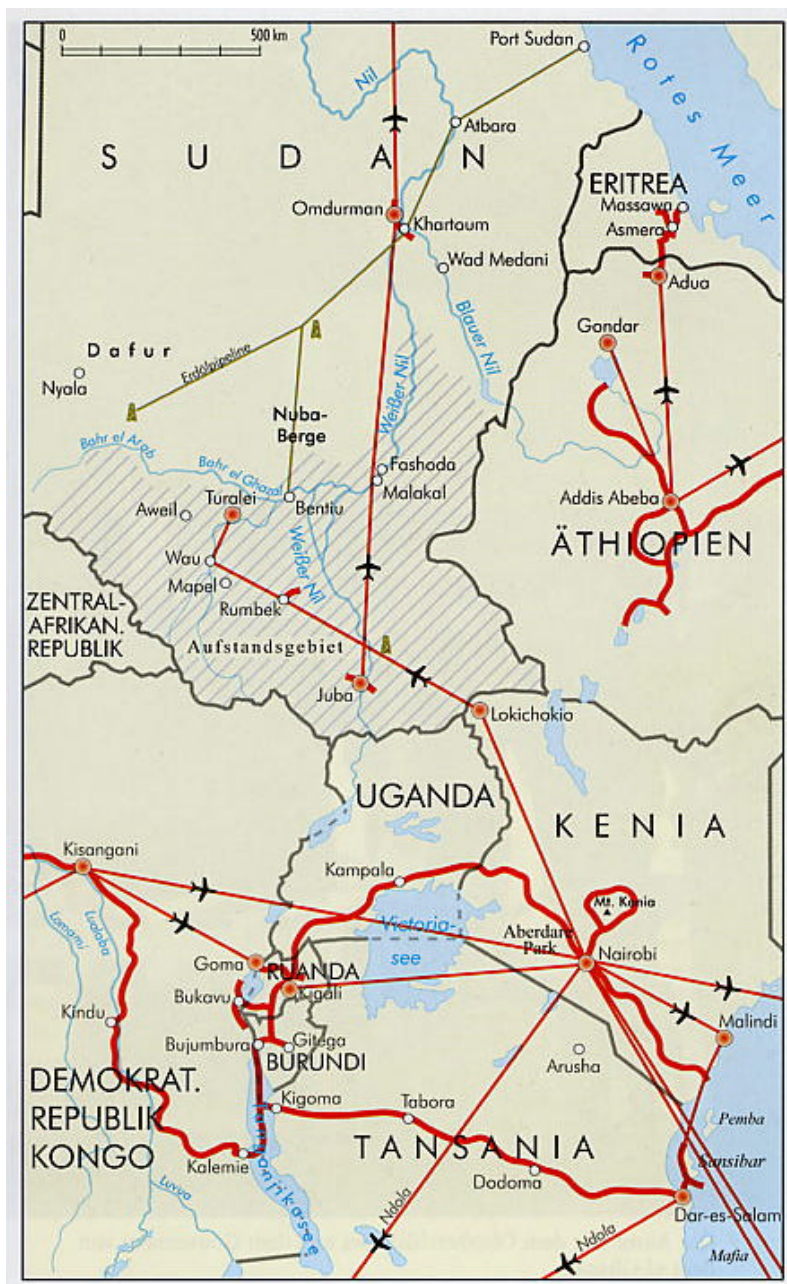 0
500 km
Port Sudan
Rotes Meer
Nil
Atbara
SUDAN
ERITREA
Massawa
Omdurman
Khartoum
Asmera
Wad Medani
Adua
Blauer Nil
Gondar
Dafur
Erdölpipeline
Nyala
Weißer Nil
Nuba-
Berge
Bahr el Arab
Bahr el Ghazal
Fashoda
Malakal
Turalei
Bentiu
Aweil
Addis Abeba
ÄTHIOPIEN
Weißer Nil
Wau
Mapel
Rumbek
ZENTRAL-
AFRIKAN.
REPUBLIK
Aufstandsgebiet
Juba
Lokichokio
UGANDA
KENIA
Kisangani
Kampala
Mt. Kenia
Lomami
Lualaba
Victoria-
see
Aberdare
Park
Nairobi
Goma
RUANDA
Kigali
Bukavu
Kindu
Malindi
Bujumbura
Gitega
BURUNDI
Arusha
DEMOKRAT.
REPUBLIK
KONGO
Kigoma
Tabora
Pemba
TANSANIA
Sansibar
Kalemie
Tanganjikasee
Dodoma
Luvua
Ndola
Dar-es-Salam
Ndola
Mafia